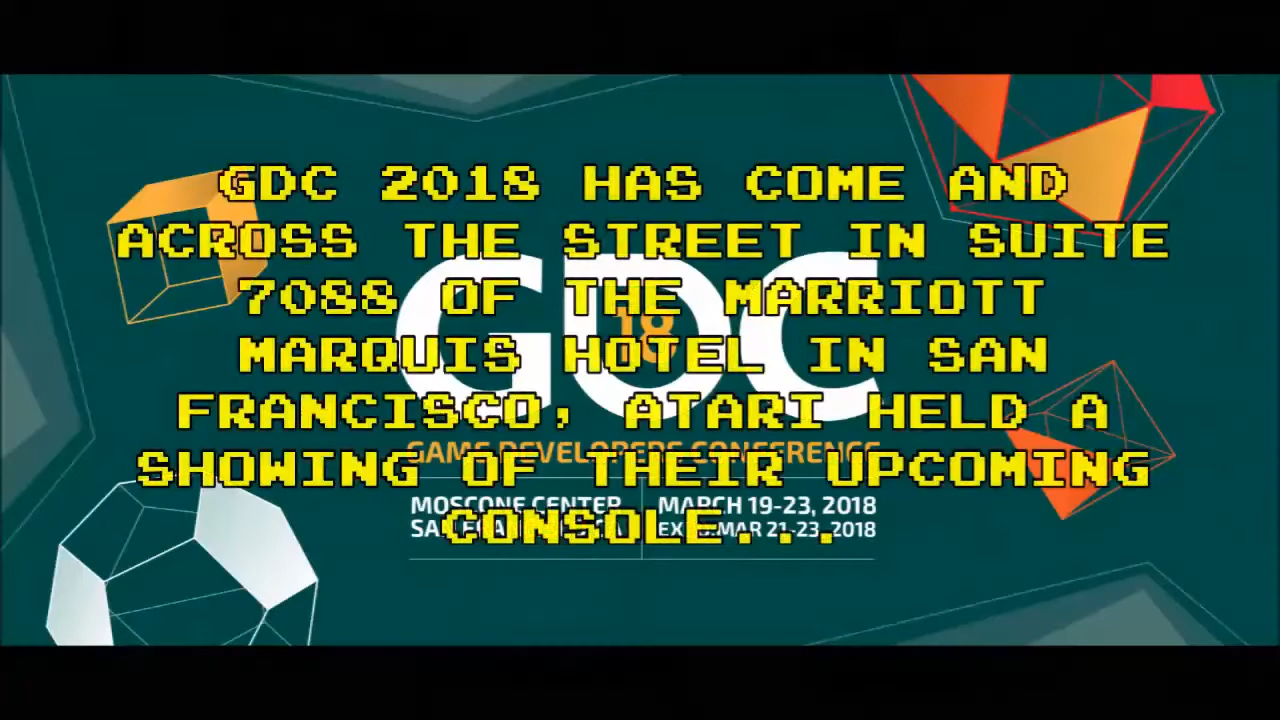 GDC 2018 HAS COME AND
ACROSS THE STREET IN SUITE
7088 OF THE MARRIOTT
MARQUIS HOTEL IN SAN
FRANCISCO, ATARI HELD A
SHOWING OF THEIR UPCOMING
CONSOLE...
GDC
18
GAME DEVELOPERS CONFERENCE
MOSCONE CENTER
MARCH 19-23, 2018
MAR 21-23, 2018